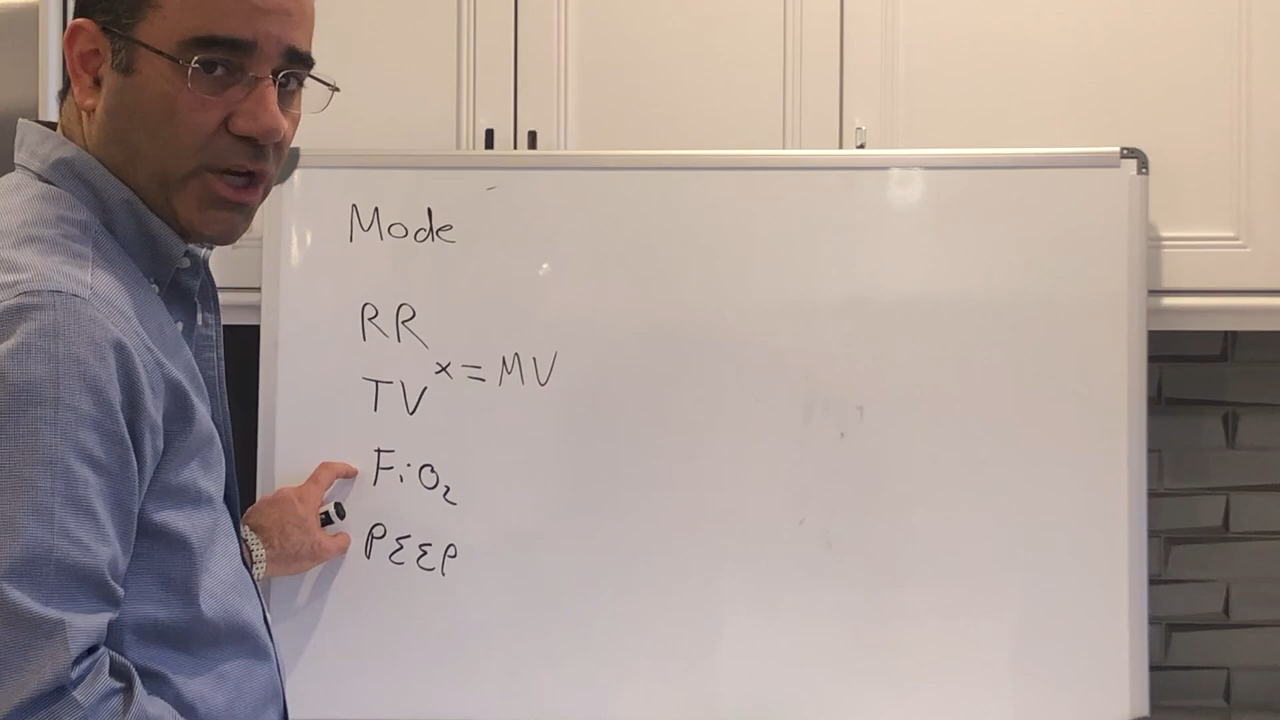 Mode
RR
x = MV
TV
FiO2
PEEP